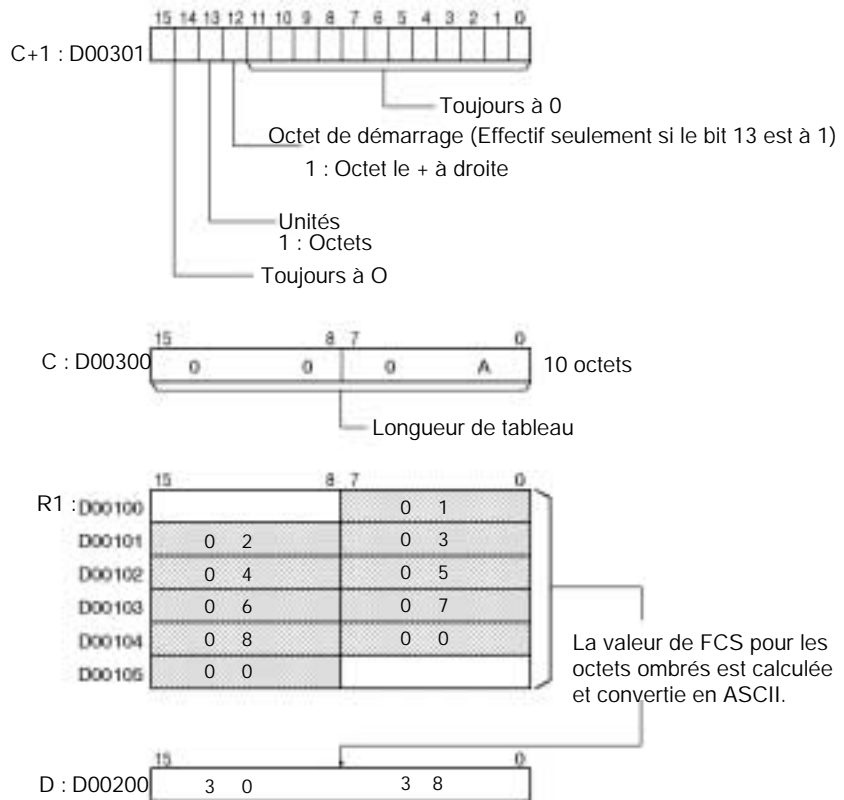 15 14 13 12 11 10 9 8 7 6 5 4 3 2 1 0
C+1 : D00301
Toujours à 0
Octet de démarrage (Effectif seulement si le bit 13 est à 1)
1 : Octet le + à droite
Unités
1 : Octets
Toujours à O
15 8 7 0
C : D00300 0 0 0 A 10 octets
Longueur de tableau
15 8 7 0
R1 : D00100 0 1
D00101 0 2 0 3
D00102 0 4 0 5
D00103 0 6 0 7
D00104 0 8 0 0
D00105 0 0
La valeur de FCS pour les
octets ombrés est calculée
et convertie en ASCII.
15 0
D : D00200 3 0 3 8